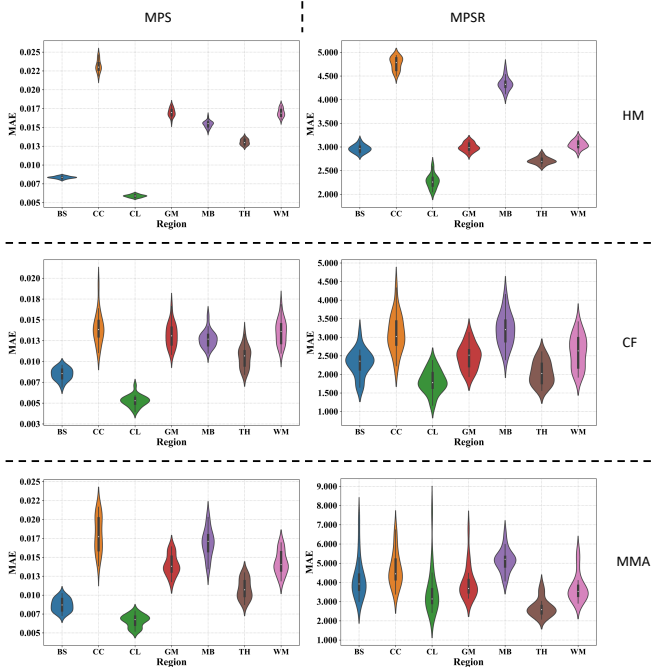 MPS
MPSR
MAE
0.025
0.022
0.020
0.017
0.015
0.013
0.010
0.007
0.005
BS CC CL GM MB TH WM
Region
MAE
5.000
4.500
4.000
3.500
3.000
2.500
2.000
BS CC CL GM MB TH WM
Region
HM
MAE
0.020
0.018
0.015
0.013
0.010
0.007
0.005
0.003
BS CC CL GM MB TH WM
Region
MAE
5.000
4.500
4.000
3.500
3.000
2.500
2.000
1.500
1.000
BS CC CL GM MB TH WM
Region
CF
MAE
0.025
0.022
0.020
0.017
0.015
0.013
0.010
0.007
0.005
BS CC CL GM MB TH WM
Region
MAE
9.000
8.000
7.000
6.000
5.000
4.000
3.000
2.000
1.000
BS CC CL GM MB TH WM
Region
MMA